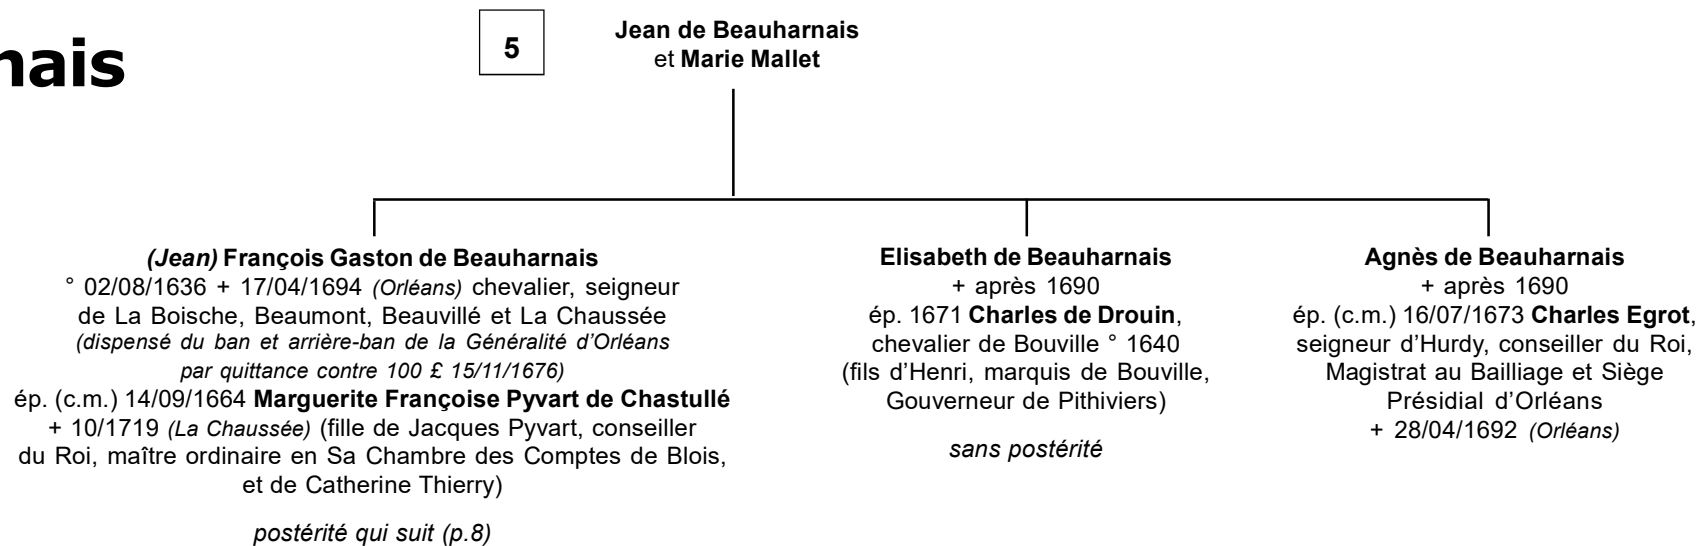 nais
5
Jean de Beauharnais
et Marie Mallet
(Jean) François Gaston de Beauharnais
° 02/08/1636 + 17/04/1694 (Orléans) chevalier, seigneur
de La Boische, Beaumont, Beauvillé et La Chaussée
(dispensé du ban et arrière-ban de la Généralité d’Orléans
par quittance contre 100 £ 15/11/1676)
ép. (c.m.) 14/09/1664 Marguerite Françoise Pyvart de Chastullé
+ 10/1719 (La Chaussée) (fille de Jacques Pyvart, conseiller
du Roi, maître ordinaire en Sa Chambre des Comptes de Blois,
et de Catherine Thierry)
postérité qui suit (p.8)
Elisabeth de Beauharnais
+ après 1690
ép. 1671 Charles de Drouin,
chevalier de Bouville ° 1640
(fils d’Henri, marquis de Bouville,
Gouverneur de Pithiviers)
sans postérité
Agnès de Beauharnais
+ après 1690
ép. (c.m.) 16/07/1673 Charles Egrot,
seigneur d’Hurdy, conseiller du Roi,
Magistrat au Bailliage et Siège
Présidial d’Orléans
+ 28/04/1692 (Orléans)